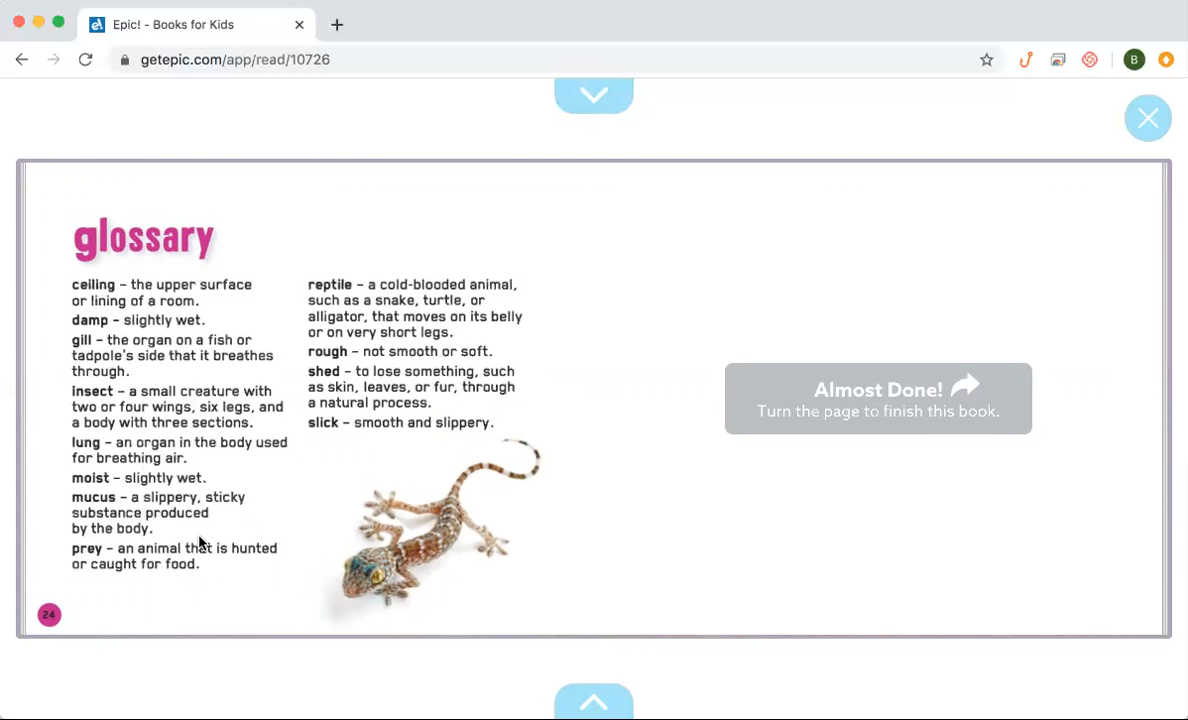 Epic! - Books for Kids
getepic.com/app/read/10726
B
glossary
ceiling – the upper surface
or lining of a room.
damp – slightly wet.
gill – the organ on a fish or
tadpole's side that it breathes
through.
insect – a small creature with
two or four wings, six legs, and
a body with three sections.
lung – an organ in the body used
for breathing air.
moist – slightly wet.
mucus – a slippery, sticky
substance produced
by the body.
prey – an animal that is hunted
or caught for food.
reptile – a cold-blooded animal,
such as a snake, turtle, or
alligator, that moves on its belly
or on very short legs.
rough – not smooth or soft.
shed – to lose something, such
as skin, leaves, or fur, through
a natural process.
slick – smooth and slippery.
24
Almost Done!
Turn the page to finish this book.